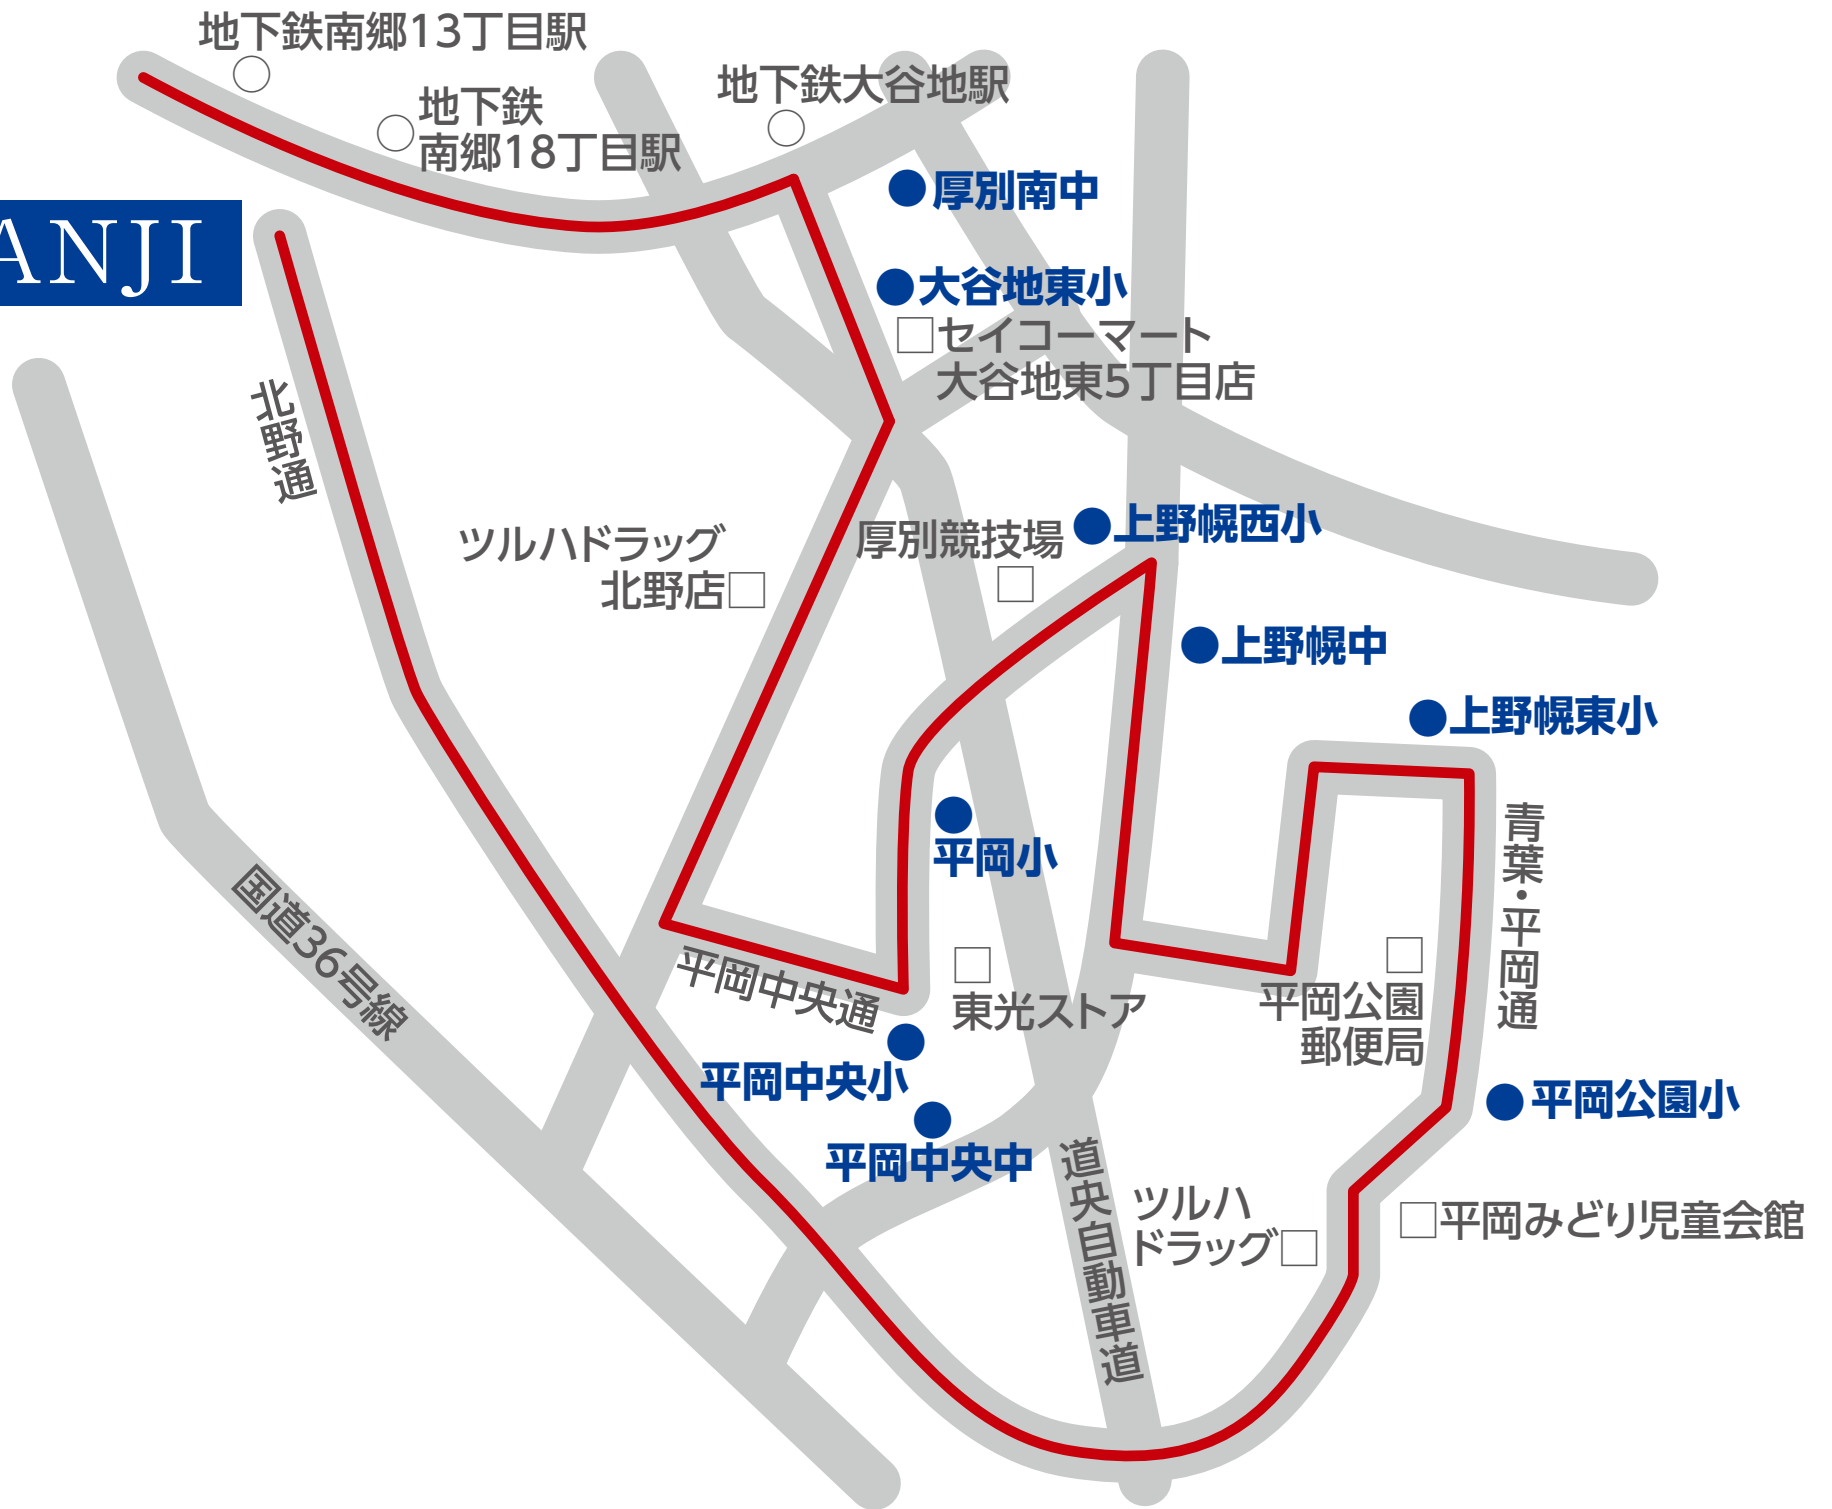 地下鉄南郷13丁目駅
地下鉄
南郷18丁目駅
地下鉄大谷地駅
厚別南中
ANJI
大谷地東小
セイコーマート
大谷地東5丁目店
北野通
ツルハドラッグ
北野店
厚別競技場
上野幌西小
上野幌中
上野幌東小
平岡小
青葉・平岡通
国道36号線
平岡中央通
東光ストア
平岡公園
郵便局
平岡中央小
平岡公園小
平岡中央中
道央自動車道
ツルハ
ドラッグ
平岡みどり児童会館